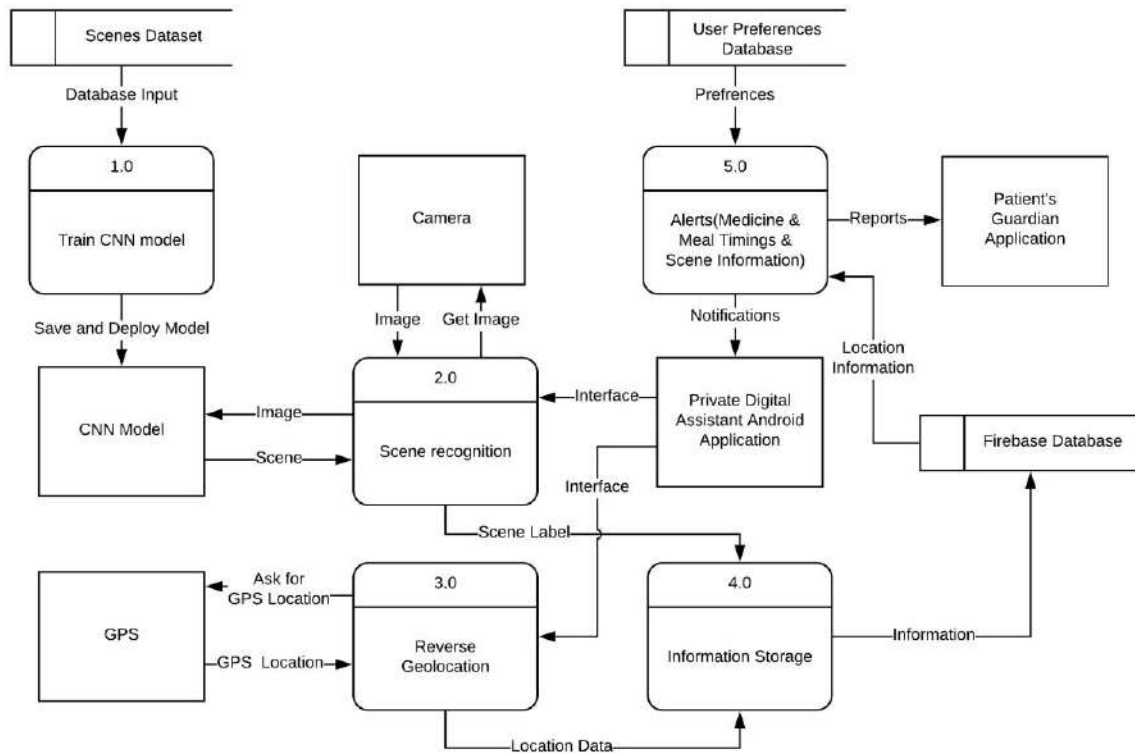 Scenes Dataset
User Preferences
Database
Database Input
Prefrences
1.0
Train CNN model
Camera
5.0
Alerts(Medicine &
Meal Timings &
Scene Information)
Reports
Patient's
Guardian
Application
Save and Deploy Model
Image
Get Image
Notifications
Location
Information
CNN Model
Image
Scene
2.0
Scene recognition
Interface
Private Digital
Assistant Android
Application
Firebase Database
Interface
Scene Label
GPS
Ask for
GPS Location
GPS Location
3.0
Reverse
Geolocation
4.0
Information Storage
Information
Location Data